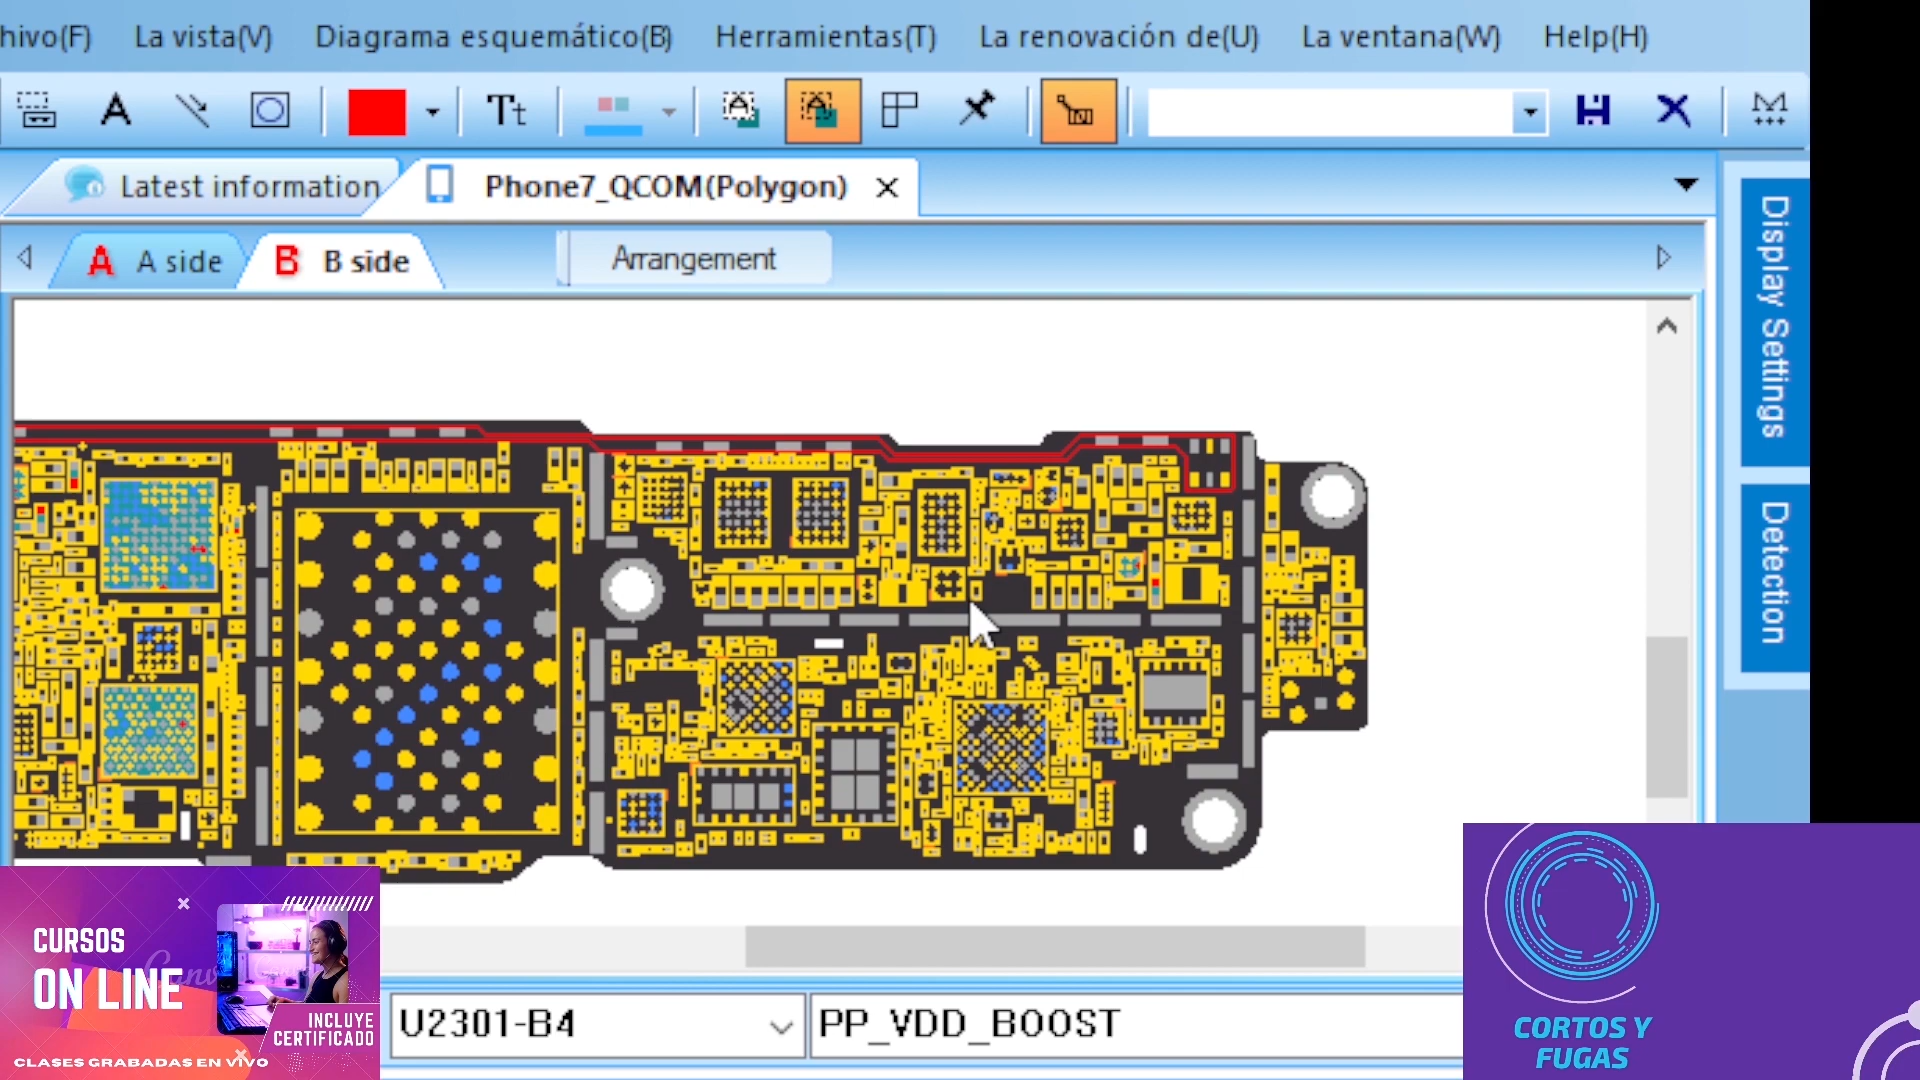 hivo(F) La vista(V) Diagrama esquemático(B) Herramientas(T) La renovación de(U) La ventana(W) Help(H)
A Tt
Latest information Phone7_QCOM(Polygon)
A A side B B side Arrangement
Display Settings
Detection
CURSOS
ON LINE
INCLUYE
CERTIFICADO
CLASES GRABADAS EN VIVO
U2301-B4 PP_VDD_BOOST
CORTOS Y
FUGAS